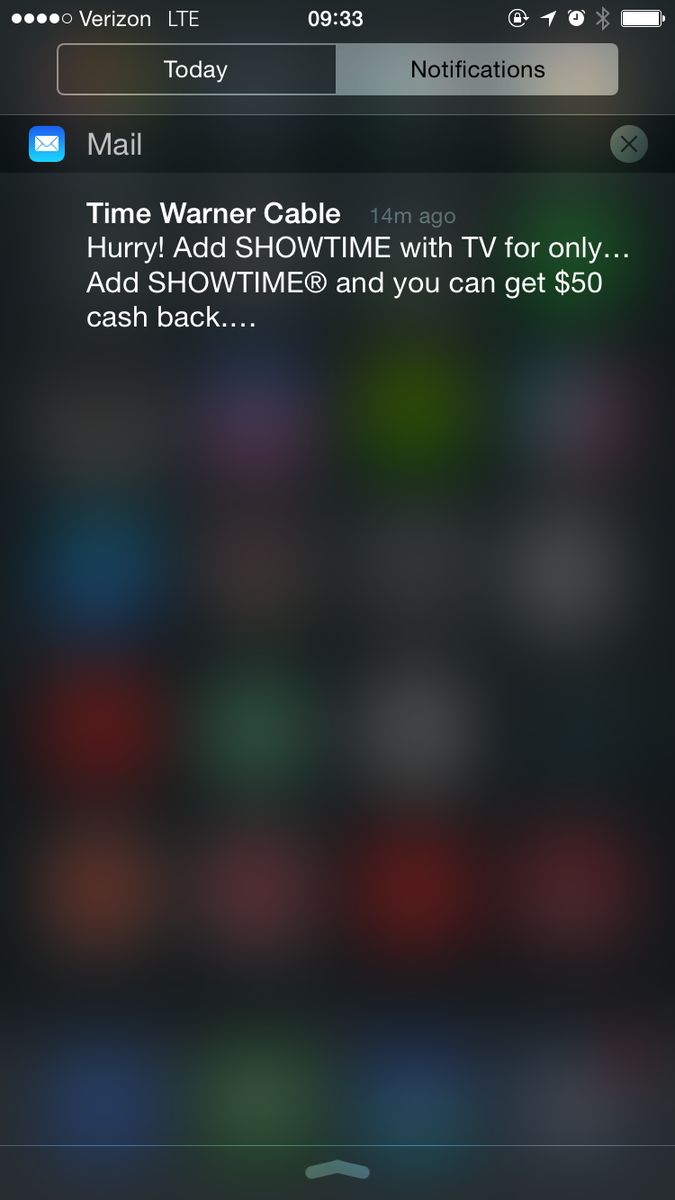 Verizon LTE 09:33
Today Notifications
Mail
Time Warner Cable 14m ago
Hurry! Add SHOWTIME with TV for only…
Add SHOWTIME® and you can get $50
cash back.…